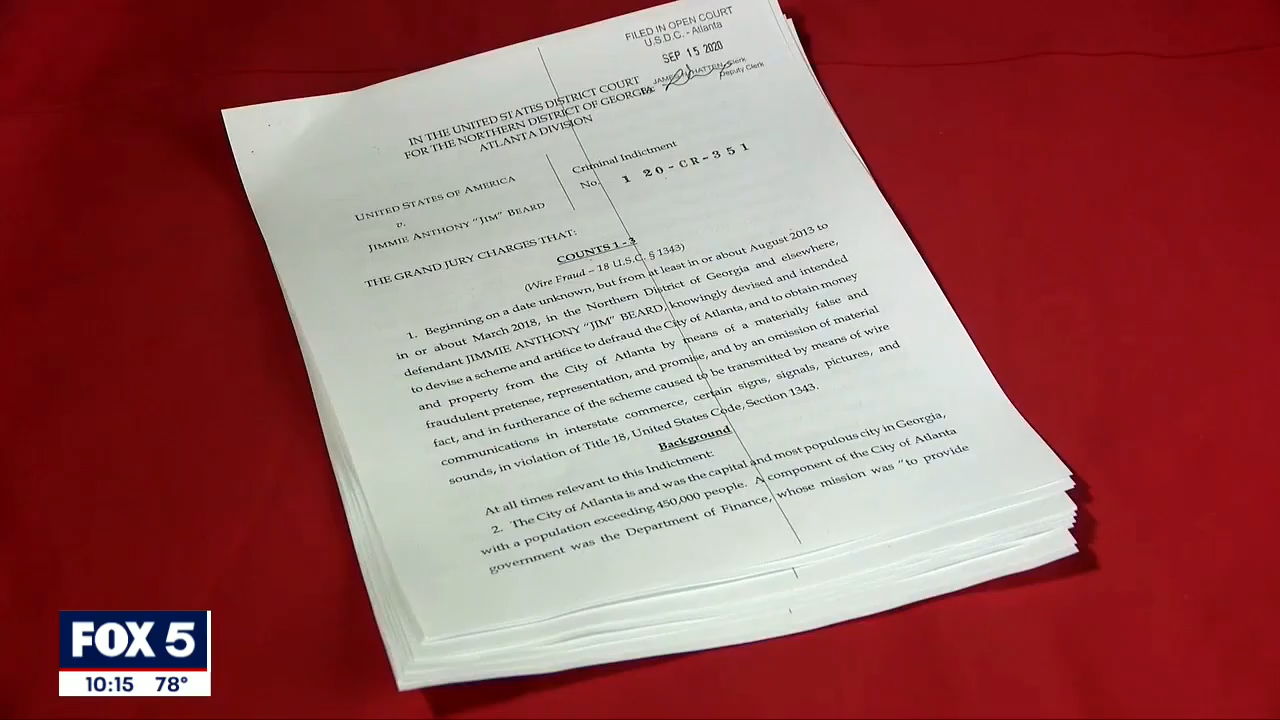 FILED IN OPEN COURT
U.S.D.C. - Atlanta
SEP 15 2020
JAMES N. HATTEN, Clerk
By: Deputy Clerk
IN THE UNITED STATES DISTRICT COURT
FOR THE NORTHERN DISTRICT OF GEORGIA
ATLANTA DIVISION
UNITED STATES OF AMERICA
v.
JIMMIE ANTHONY "JIM" BEARD
Criminal Indictment
No. 1 20-CR-351
THE GRAND JURY CHARGES THAT:
COUNTS 1 - 3
(Wire Fraud – 18 U.S.C. § 1343)
1. Beginning on a date unknown, but from at least in or about August 2013 to
in or about March 2018, in the Northern District of Georgia and elsewhere,
defendant JIMMIE ANTHONY "JIM" BEARD, knowingly devised and intended
to devise a scheme and artifice to defraud the City of Atlanta, and to obtain money
and property from the City of Atlanta by means of a materially false and
fraudulent pretense, representation, and promise, and by an omission of material
fact, and in furtherance of the scheme caused to be transmitted by means of wire
communications in interstate commerce, certain signs, signals, pictures, and
sounds, in violation of Title 18, United States Code, Section 1343.
Background
At all times relevant to this Indictment:
2. The City of Atlanta is and was the capital and most populous city in Georgia,
with a population exceeding 450,000 people. A component of the City of Atlanta
government was the Department of Finance, whose mission was "to provide
FOX 5
10:15 78°